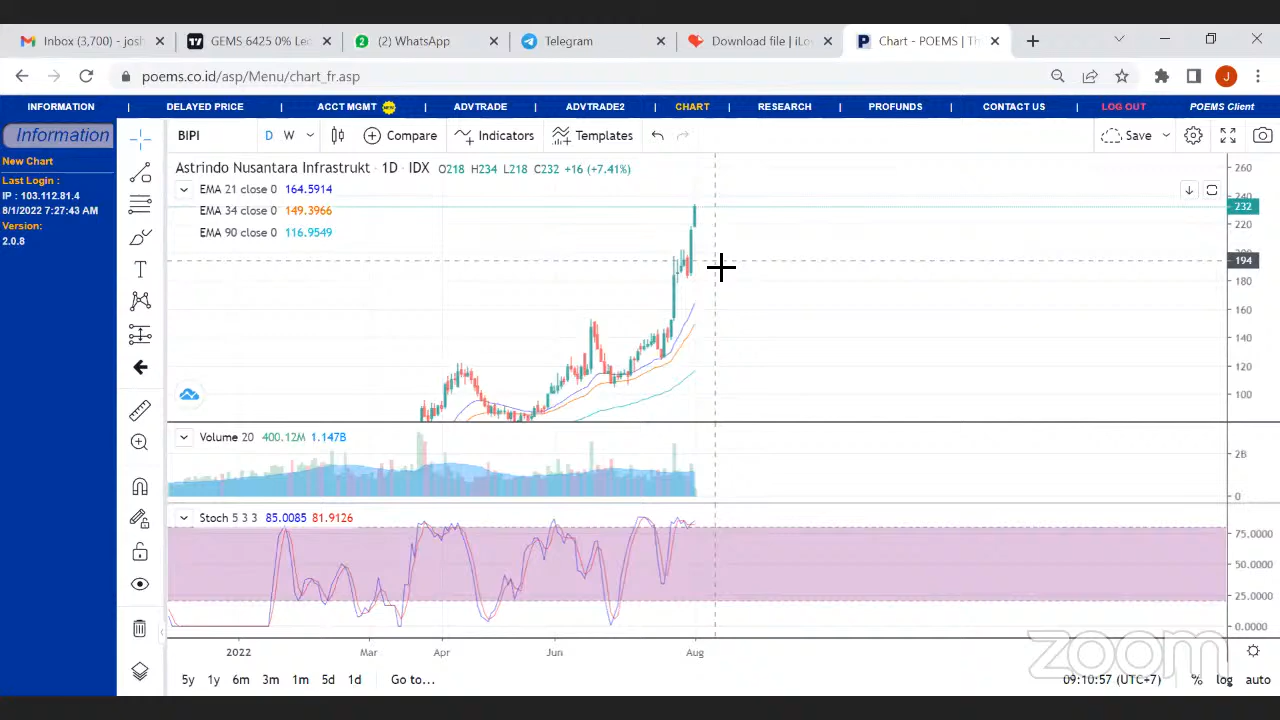 Inbox (3,700) - josh
GEMS 6425 0% Le
(2) WhatsApp
Telegram
Download file | iLo
Chart - POEMS | Th
poems.co.id/asp/Menu/chart_fr.asp
J
INFORMATION | DELAYED PRICE | ACCT MGMT NEW | ADVTRADE | ADVTRADE2 | CHART | RESEARCH | PROFUNDS | CONTACT US | LOG OUT POEMS Client
Information
New Chart
Last Login :
IP : 103.112.81.4
8/1/2022 7:27:43 AM
Version:
2.0.8
BIPI D W Compare Indicators Templates Save
Astrindo Nusantara Infrastrukt · 1D · IDX O218 H234 L218 C232 +16 (+7.41%)
EMA 21 close 0 164.5914
EMA 34 close 0 149.3966
EMA 90 close 0 116.9549
260
240
232
220
200
194
180
160
140
120
100
Volume 20 400.12M 1.147B
2B
0
Stoch 5 3 3 85.0085 81.9126
75.0000
50.0000
25.0000
0.0000
2022 Mar Apr Jun Aug
5y 1y 6m 3m 1m 5d 1d Go to... 09:10:57 (UTC+7) % log auto
zoom